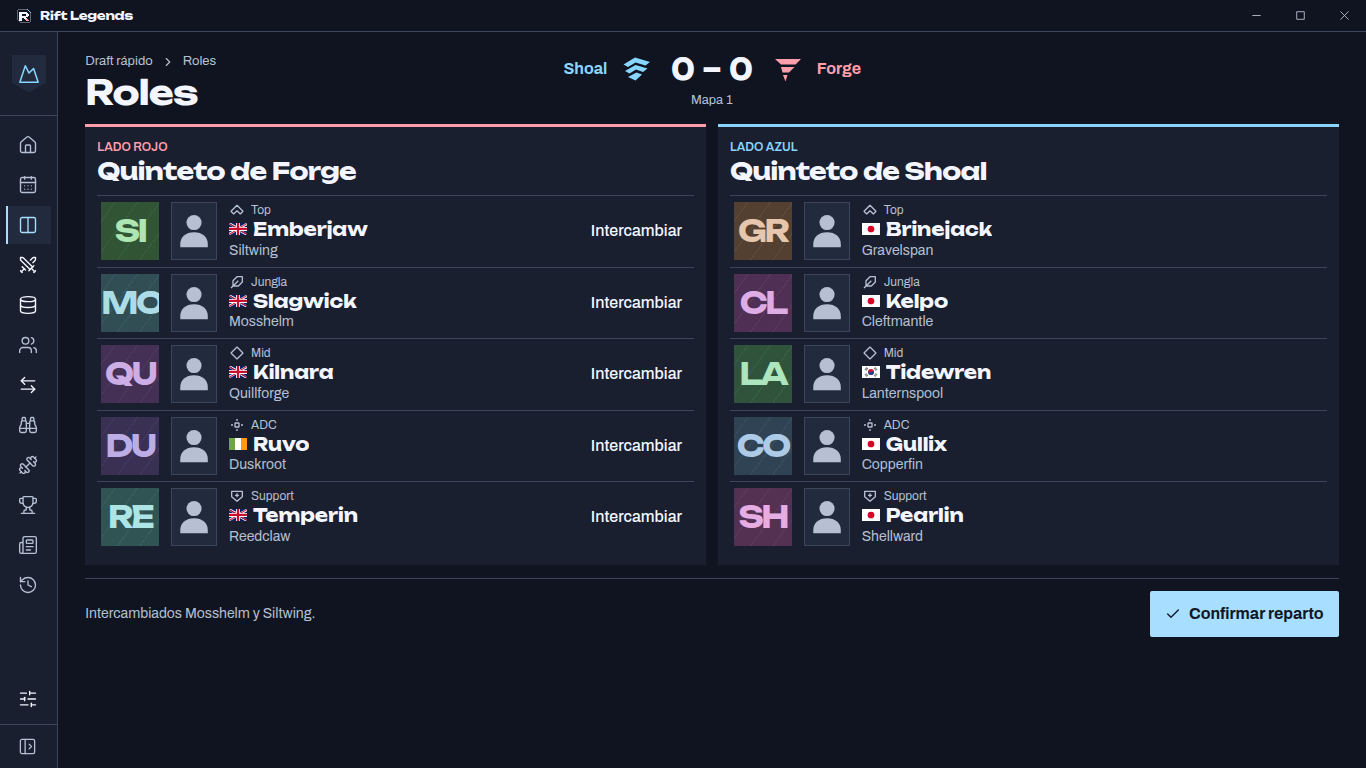 Rift Legends
Draft rápido > Roles
Roles
Shoal 0 – 0 Forge
Mapa 1
LADO ROJO
Quinteto de Forge
SI
Top
Emberjaw
Siltwing
Intercambiar
MO
Jungla
Slagwick
Mosshelm
Intercambiar
QU
Mid
Kilnara
Quillforge
Intercambiar
DU
ADC
Ruvo
Duskroot
Intercambiar
RE
Support
Temperin
Reedclaw
Intercambiar
LADO AZUL
Quinteto de Shoal
GR
Top
Brinejack
Gravelspan
CL
Jungla
Kelpo
Cleftmantle
LA
Mid
Tidewren
Lanternspool
CO
ADC
Gullix
Copperfin
SH
Support
Pearlin
Shellward
Intercambiados Mosshelm y Siltwing.
Confirmar reparto